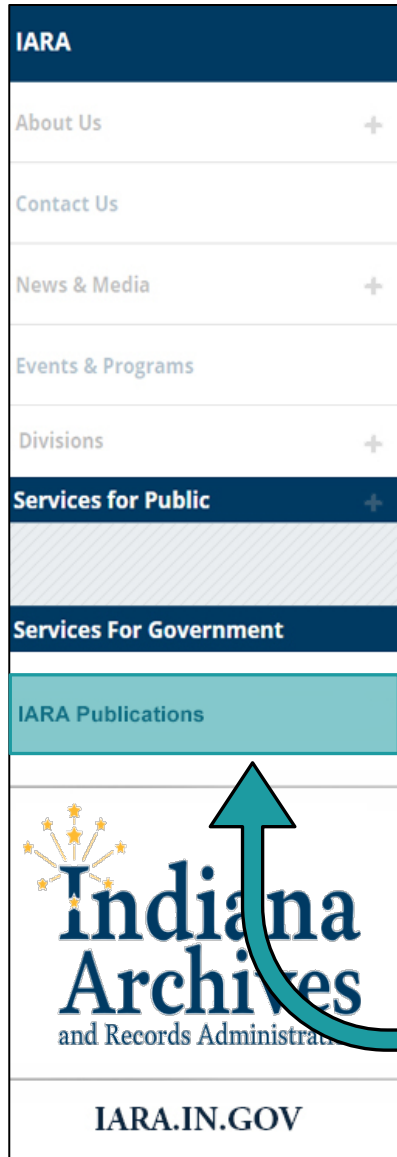 IARA
About Us
Contact Us
News & Media
Events & Programs
Divisions
Services for Public
Services For Government
IARA Publications
Indiana
Archives
and Records Administration
IARA.IN.GOV